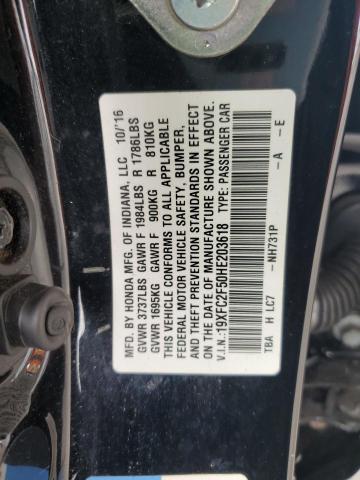 MFD. BY HONDA MFG. OF INDIANA, LLC 10/'16
GVWR 3737LBS GAWR F 1984LBS R 1786LBS
GVWR 1695KG GAWR F 900KG R 810KG
THIS VEHICLE CONFORMS TO ALL APPLICABLE
FEDERAL MOTOR VEHICLE SAFETY, BUMPER,
AND THEFT PREVENTION STANDARDS IN EFFECT
ON THE DATE OF MANUFACTURE SHOWN ABOVE.
V.I.N.:19XFC2F50HE203618 TYPE: PASSENGER CAR
TBA H LC7 -NH731P -A -E